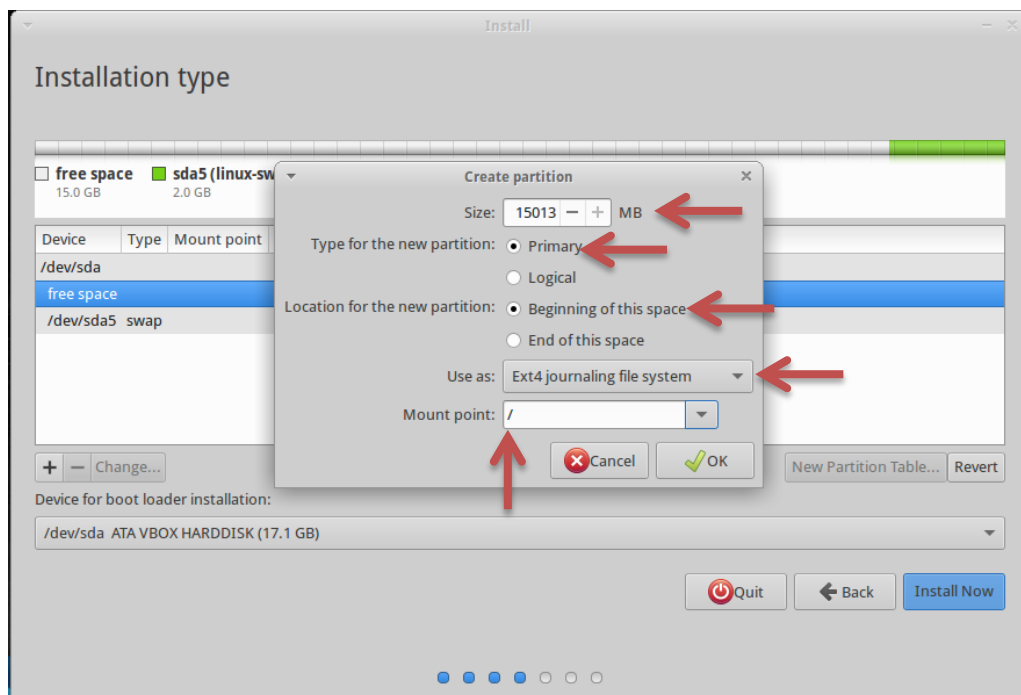 Install
Installation type
free space
15.0 GB
sda5 (linux-sw
2.0 GB
Create partition
Size: 15013 MB
Type for the new partition: Primary
Logical
Location for the new partition: Beginning of this space
End of this space
Use as: Ext4 journaling file system
Mount point: /
Cancel OK
Device Type Mount point
/dev/sda
free space
/dev/sda5 swap
+ − Change... New Partition Table... Revert
Device for boot loader installation:
/dev/sda ATA VBOX HARDDISK (17.1 GB)
Quit Back Install Now